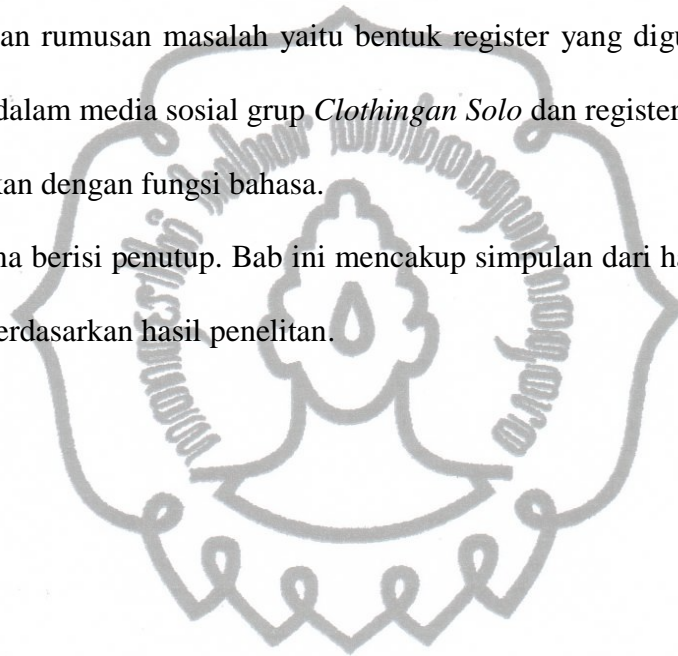 an rumusan masalah yaitu bentuk register yang digu
dalam media sosial grup Clothingan Solo dan register
kan dengan fungsi bahasa.
na berisi penutup. Bab ini mencakup simpulan dari ha
erdasarkan hasil penelitan.